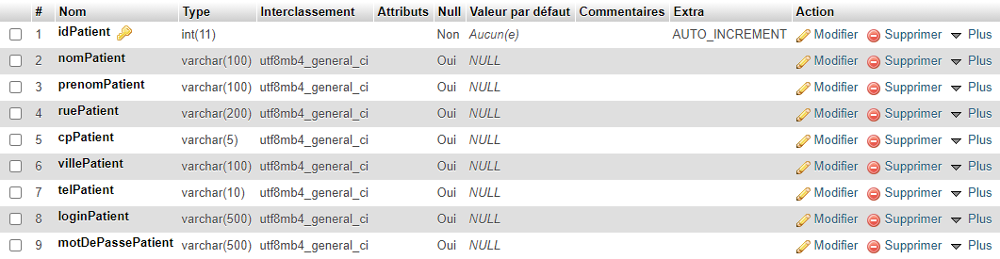 # Nom Type Interclassement Attributs Null Valeur par défaut Commentaires Extra Action
1 idPatient int(11) Non Aucun(e) AUTO_INCREMENT Modifier Supprimer Plus
2 nomPatient varchar(100) utf8mb4_general_ci Oui NULL Modifier Supprimer Plus
3 prenomPatient varchar(100) utf8mb4_general_ci Oui NULL Modifier Supprimer Plus
4 ruePatient varchar(200) utf8mb4_general_ci Oui NULL Modifier Supprimer Plus
5 cpPatient varchar(5) utf8mb4_general_ci Oui NULL Modifier Supprimer Plus
6 villePatient varchar(100) utf8mb4_general_ci Oui NULL Modifier Supprimer Plus
7 telPatient varchar(10) utf8mb4_general_ci Oui NULL Modifier Supprimer Plus
8 loginPatient varchar(500) utf8mb4_general_ci Oui NULL Modifier Supprimer Plus
9 motDePassePatient varchar(500) utf8mb4_general_ci Oui NULL Modifier Supprimer Plus